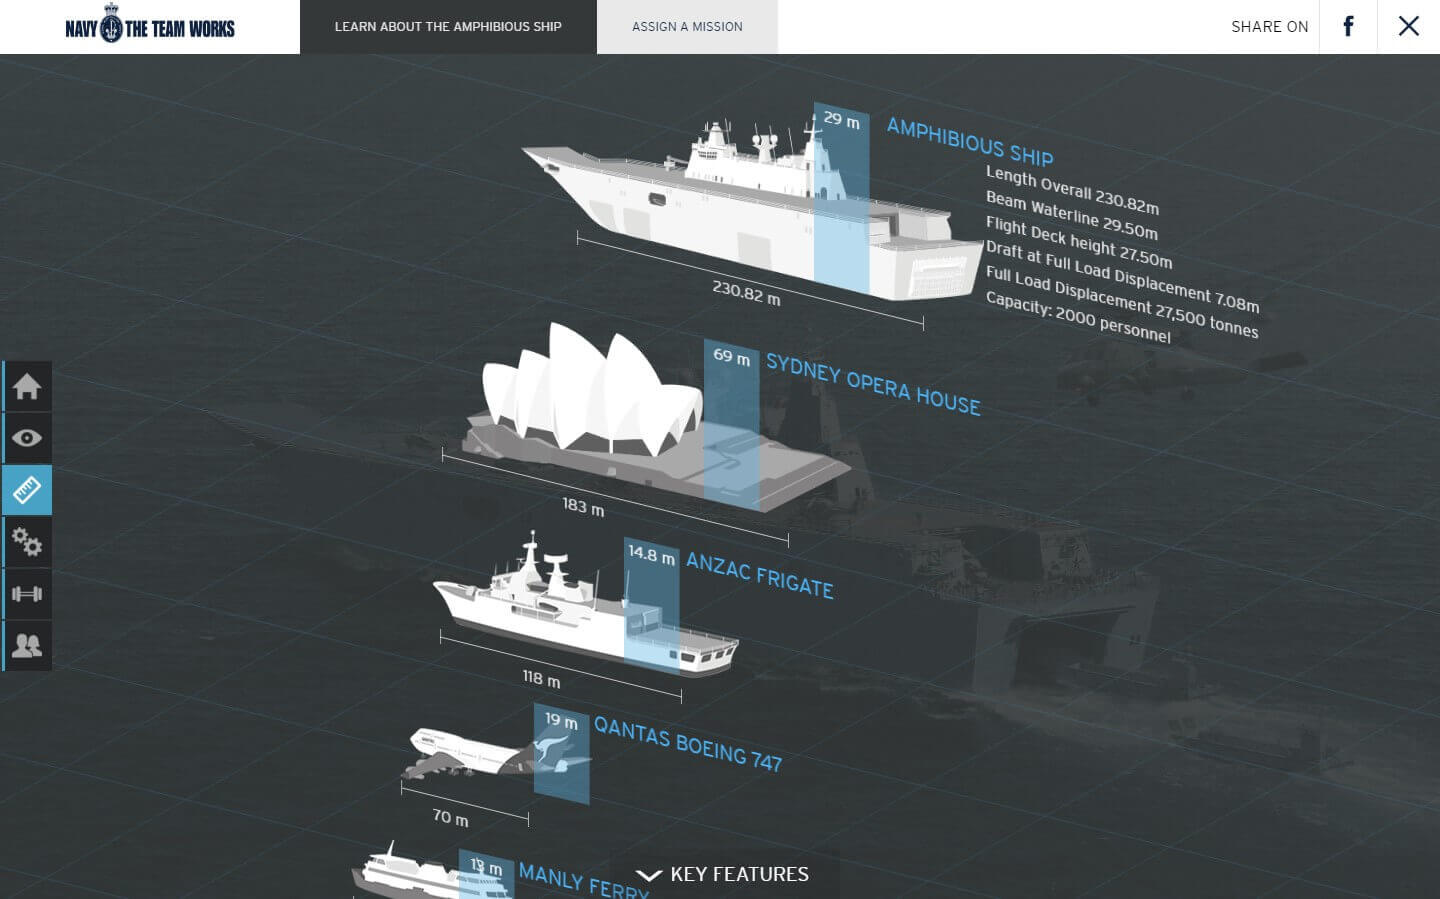 NAVY THE TEAM WORKS
LEARN ABOUT THE AMPHIBIOUS SHIP
ASSIGN A MISSION
SHARE ON
f
29 m
AMPHIBIOUS SHIP
Length Overall 230.82m
Beam Waterline 29.50m
Flight Deck height 27.50m
Draft at Full Load Displacement 7.08m
Full Load Displacement 27,500 tonnes
Capacity: 2000 personnel
230.82 m
69 m
SYDNEY OPERA HOUSE
183 m
14.8 m
ANZAC FRIGATE
118 m
19 m
QANTAS BOEING 747
70 m
13 m
MANLY FERRY
KEY FEATURES